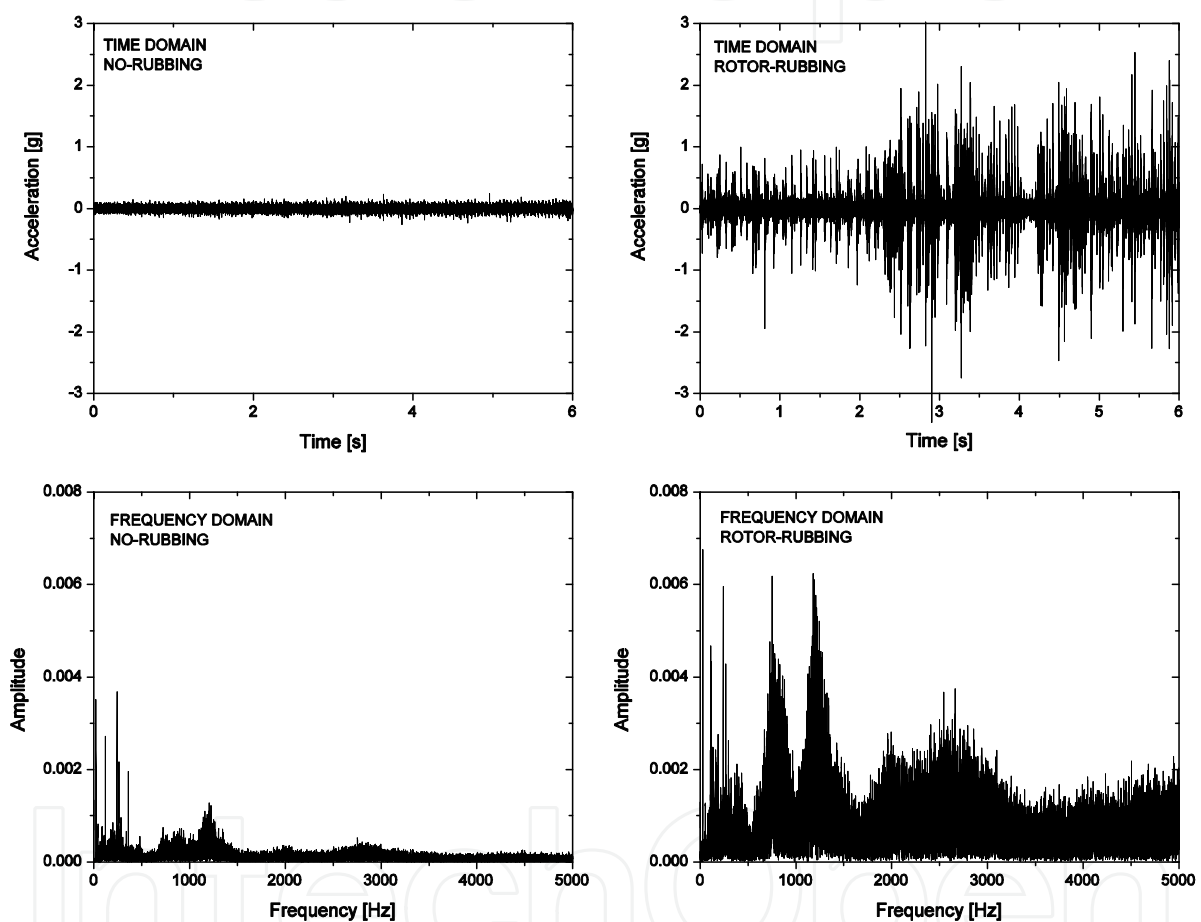 TIME DOMAIN
NO-RUBBING
3
2
1
0
-1
-2
-3
Acceleration [g]
0
2
4
6
Time [s]
TIME DOMAIN
ROTOR-RUBBING
3
2
1
0
-1
-2
-3
Acceleration [g]
0
1
2
3
4
5
6
Time [s]
FREQUENCY DOMAIN
NO-RUBBING
0.008
0.006
0.004
0.002
0.000
Amplitude
0
1000
2000
3000
4000
5000
Frequency [Hz]
FREQUENCY DOMAIN
ROTOR-RUBBING
0.008
0.006
0.004
0.002
0.000
Amplitude
0
1000
2000
3000
4000
5000
Frequency [Hz]
IntechOpen